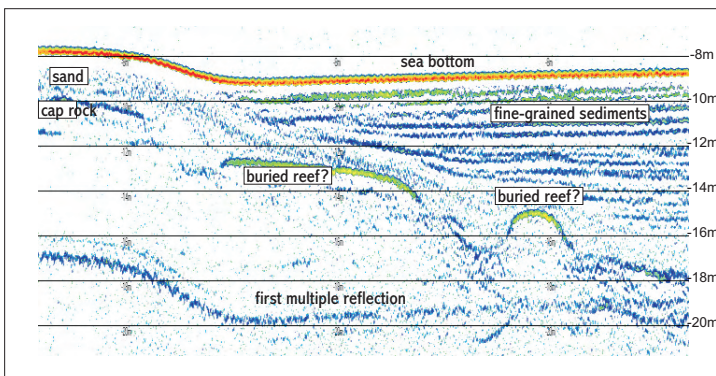 sea bottom
-8m
sand
-10m
cap rock
fine-grained sediments
-12m
buried reef?
-14m
buried reef?
-16m
-18m
first multiple reflection
-20m